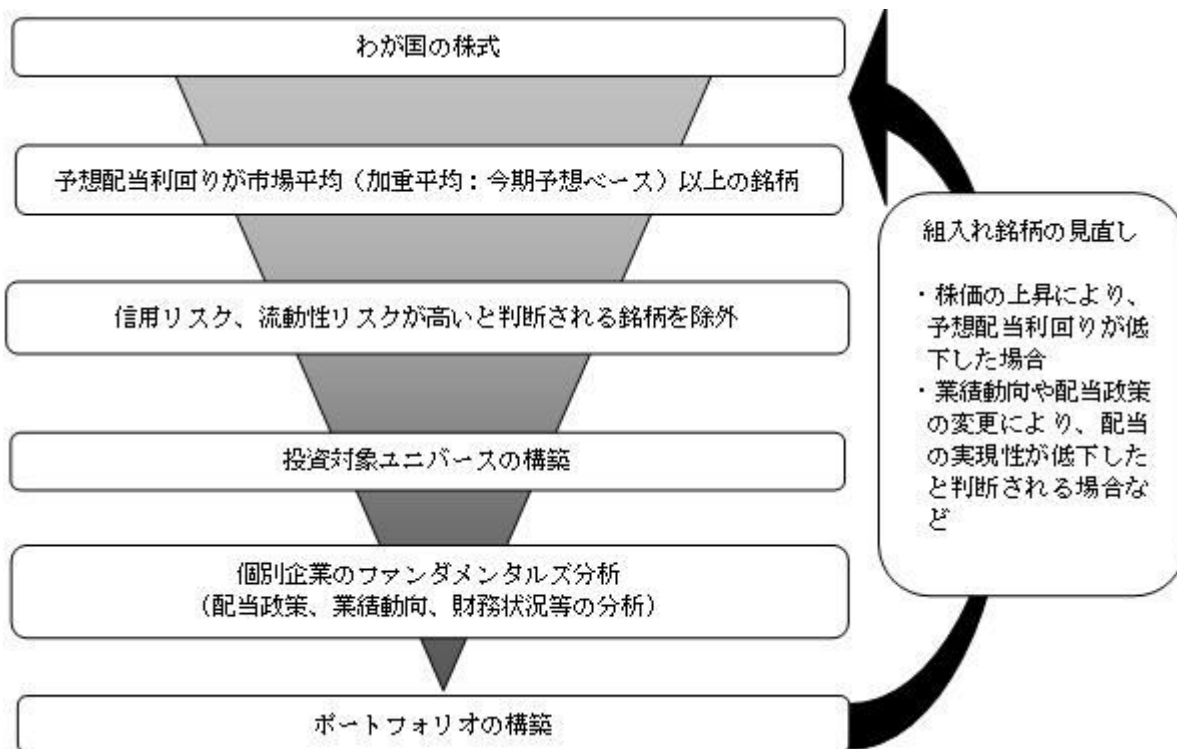 わが国の株式
予想配当利回りが市場平均（加重平均：今期予想ベース）以上の銘柄
信用リスク、流動性リスクが高いと判断される銘柄を除外
投資対象ユニバースの構築
個別企業のファンダメンタルズ分析
（配当政策、業績動向、財務状況等の分析）
ポートフォリオの構築
組入れ銘柄の見直し
・株価の上昇により、
予想配当利回りが低
下した場合
・業績動向や配当政策
の変更により、配当
の実現性が低下した
と判断される場合な
ど